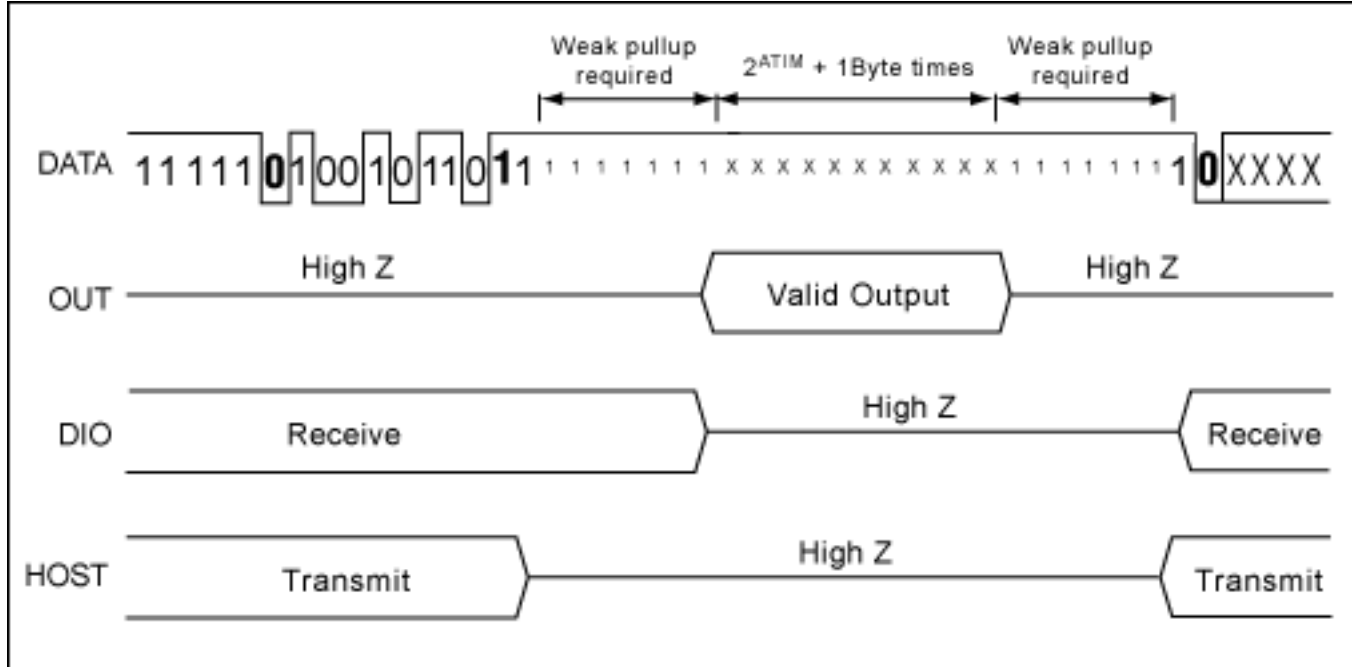 Weak pullup
required
2^ATIM + 1Byte times
Weak pullup
required
DATA
11111 0 1 00 1 0 11 0 11 1 1 1 1 1 1 1 X X X X X X X X X X X 1 1 1 1 1 1 1 1 0 XXXX
OUT
High Z
Valid Output
High Z
DIO
Receive
High Z
Receive
HOST
Transmit
High Z
Transmit